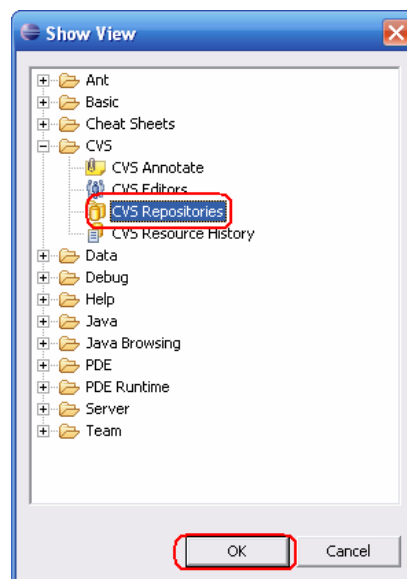 Show View
Ant
Basic
Cheat Sheets
CVS
CVS Annotate
CVS Editors
CVS Repositories
CVS Resource History
Data
Debug
Help
Java
Java Browsing
PDE
PDE Runtime
Server
Team
OK Cancel